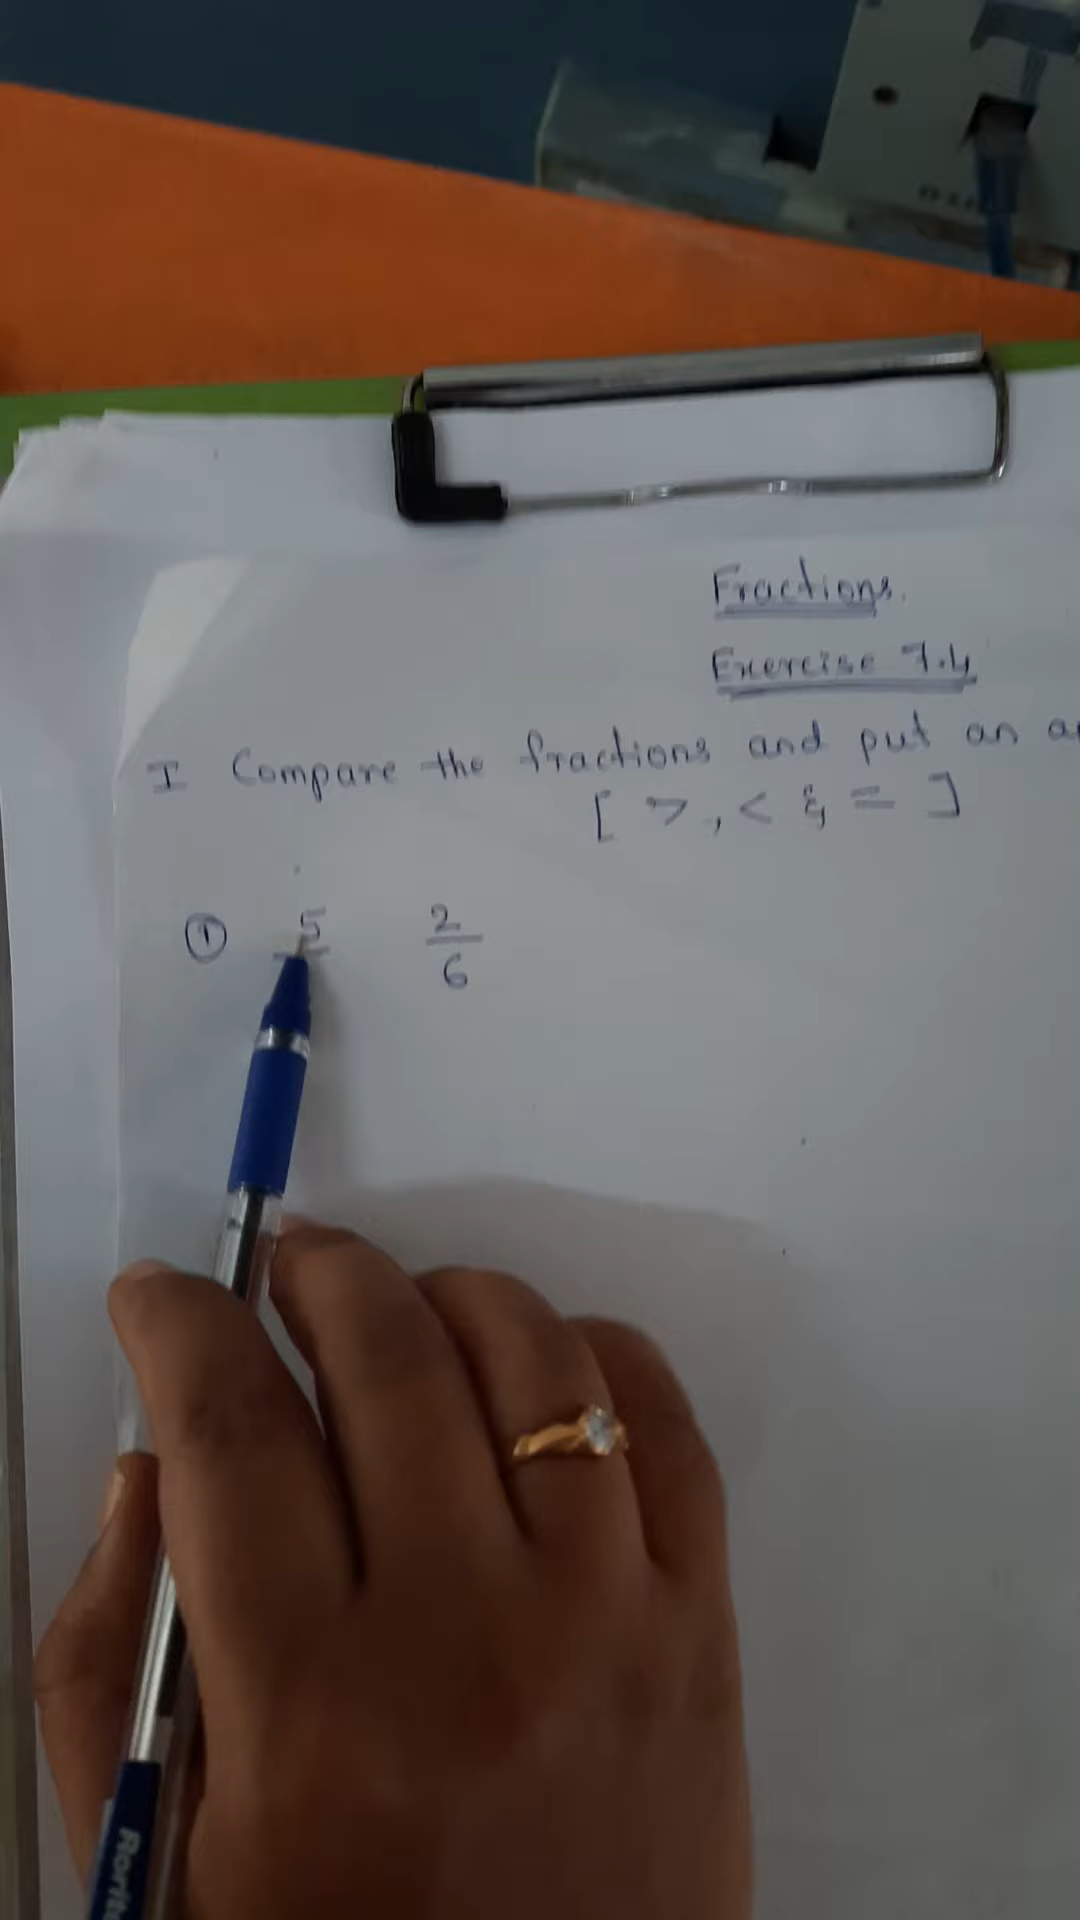 Fractions.
Exercise 7.4
I Compare the fractions and put an
[ >, < & = ]
① 5 2
6